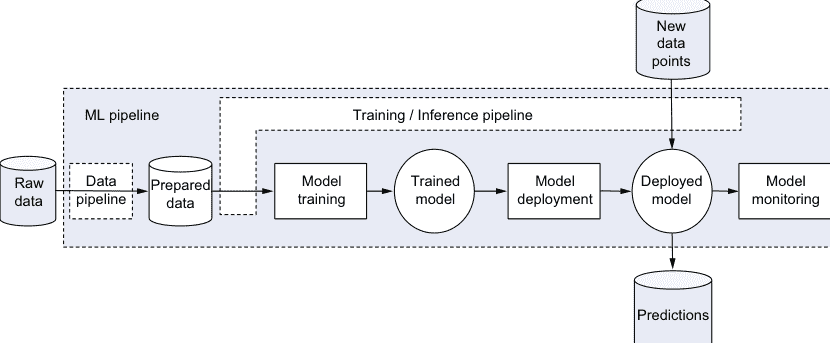 New
data
points
ML pipeline
Training / Inference pipeline
Raw
data
Data
pipeline
Prepared
data
Model
training
Trained
model
Model
deployment
Deployed
model
Model
monitoring
Predictions